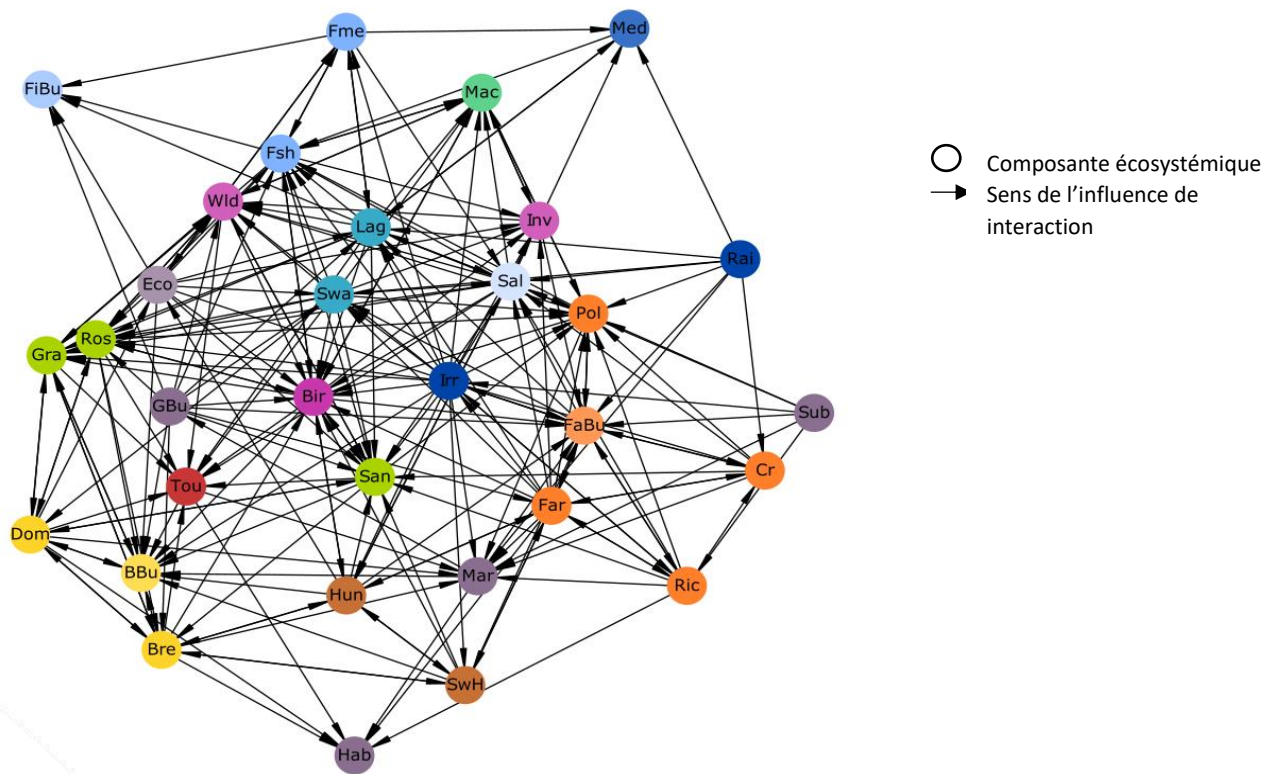 Fme
Med
FiBu
Mac
Fsh
Wld
Inv
Lag
Rai
Eco
Sal
Swa
Pol
Ros
Gra
Irr
Bir
GBu
Sub
FaBu
Cr
San
Tou
Far
Dom
BBu
Mar
Ric
Hun
Bre
SwH
Hab
Composante écosystémique
Sens de l’influence de
interaction